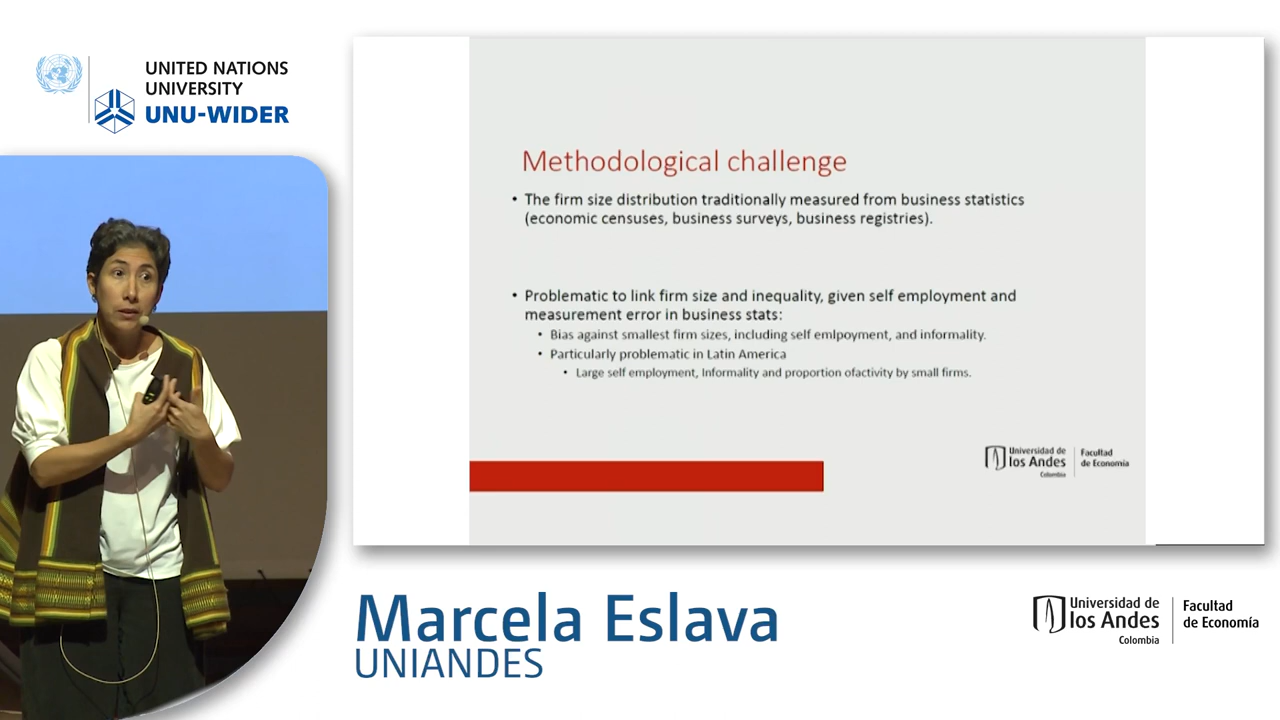 UNITED NATIONS
UNIVERSITY
UNU-WIDER
Methodological challenge
• The firm size distribution traditionally measured from business statistics
(economic censuses, business surveys, business registries).
• Problematic to link firm size and inequality, given self employment and
measurement error in business stats:
• Bias against smallest firm sizes, including self emlpoyment, and informality.
• Particularly problematic in Latin America
• Large self employment, Informality and proportion ofactivity by small firms.
Universidad de
los Andes
Colombia
Facultad
de Economía
Marcela Eslava
UNIANDES
Universidad de
los Andes
Colombia
Facultad
de Economía